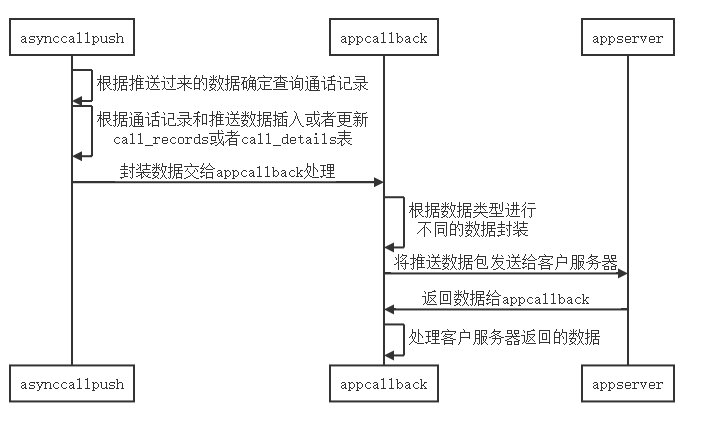 asynccallpush
appcallback
appserver
根据推送过来的数据确定查询通话记录
根据通话记录和推送数据插入或者更新
call_records或者call_details表
封装数据交给appcallback处理
根据数据类型进行
不同的数据封装
将推送数据包发送给客户服务器
返回数据给appcallback
处理客户服务器返回的数据
asynccallpush
appcallback
appserver